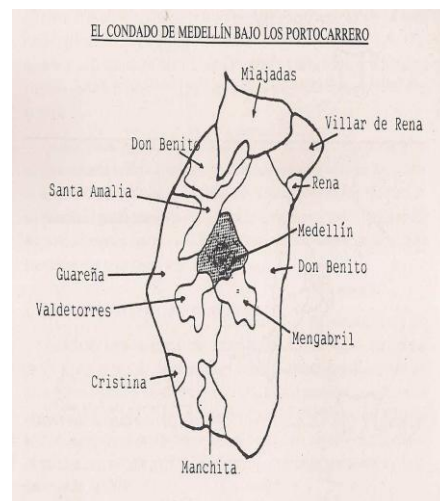 EL CONDADO DE MEDELLÍN BAJO LOS PORTOCARRERO
Miajadas
Villar de Rena
Don Benito
Rena
Santa Amalia
Medellín
Don Benito
Guareña
Valdetorres
Mengabril
Cristina
Manchita